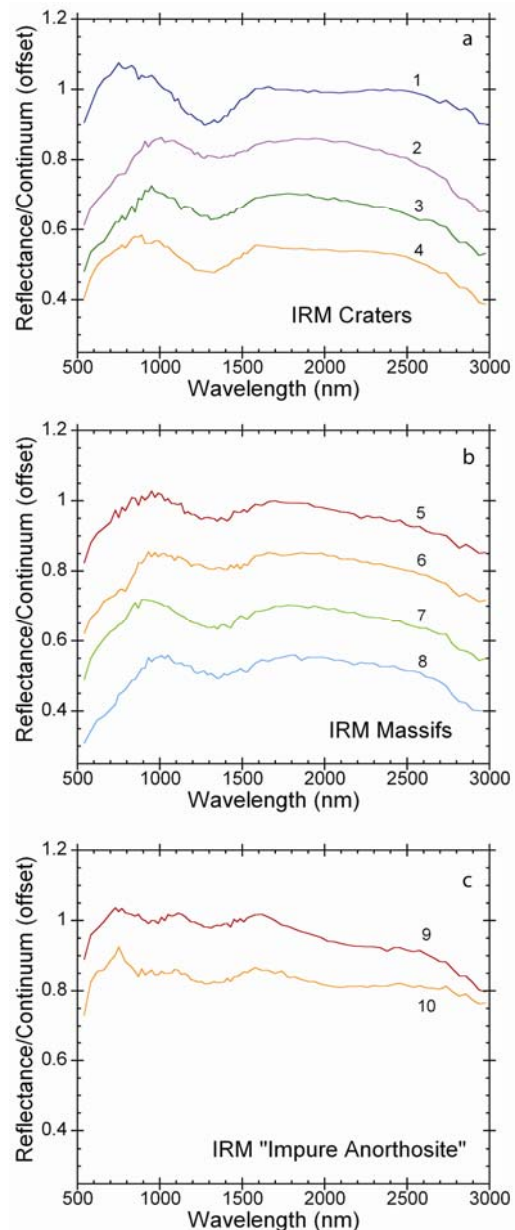 a
1.2
1
0.8
0.6
0.4
Reflectance/Continuum (offset)
1
2
3
4
IRM Craters
500 1000 1500 2000 2500 3000
Wavelength (nm)
b
1.2
1
0.8
0.6
0.4
Reflectance/Continuum (offset)
5
6
7
8
IRM Massifs
500 1000 1500 2000 2500 3000
Wavelength (nm)
c
1.2
1
0.8
0.6
0.4
Reflectance/Continuum (offset)
9
10
IRM "Impure Anorthosite"
500 1000 1500 2000 2500 3000
Wavelength (nm)